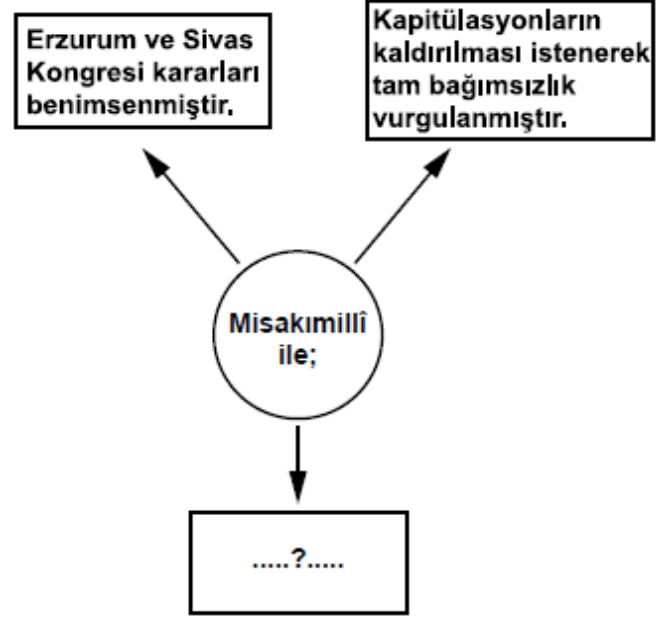 Erzurum ve Sivas
Kongresi kararları
benimsenmiştir.
Kapitülasyonların
kaldırılması istenerek
tam bağımsızlık
vurgulanmıştır.
Misakımillî
ile;
.....?.....